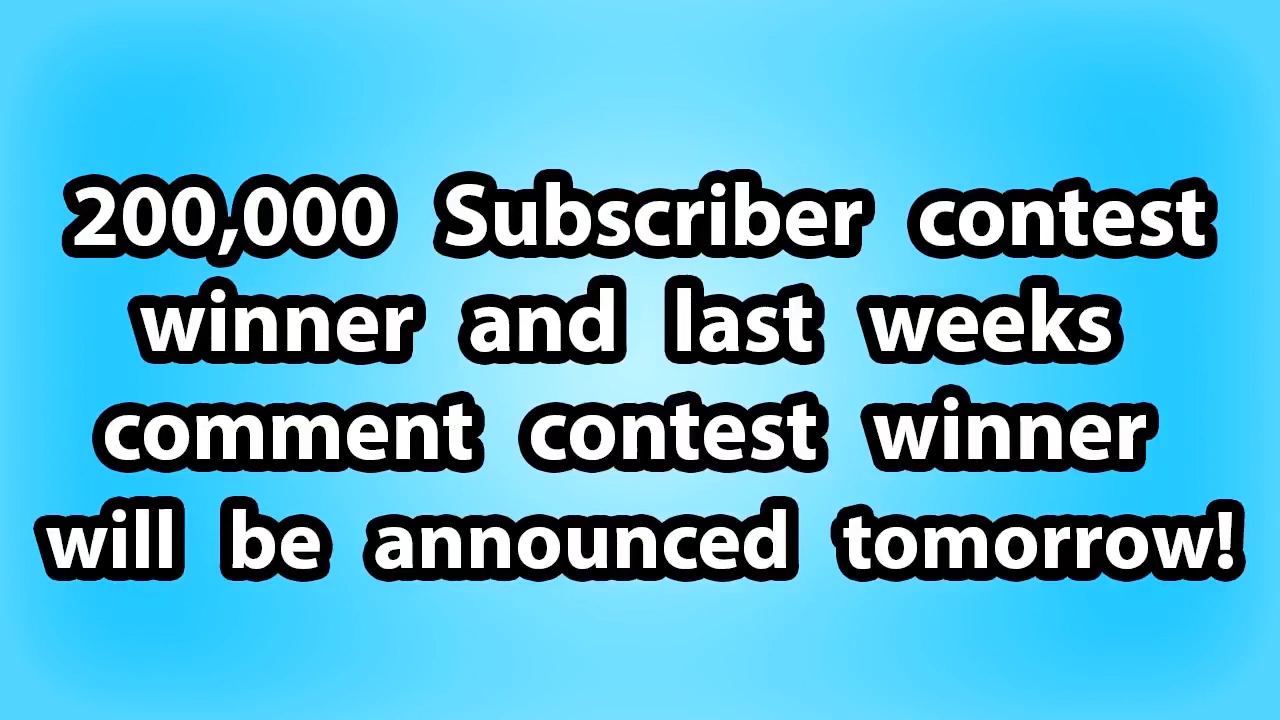 200,000 Subscriber contest
winner and last weeks
comment contest winner
will be announced tomorrow!